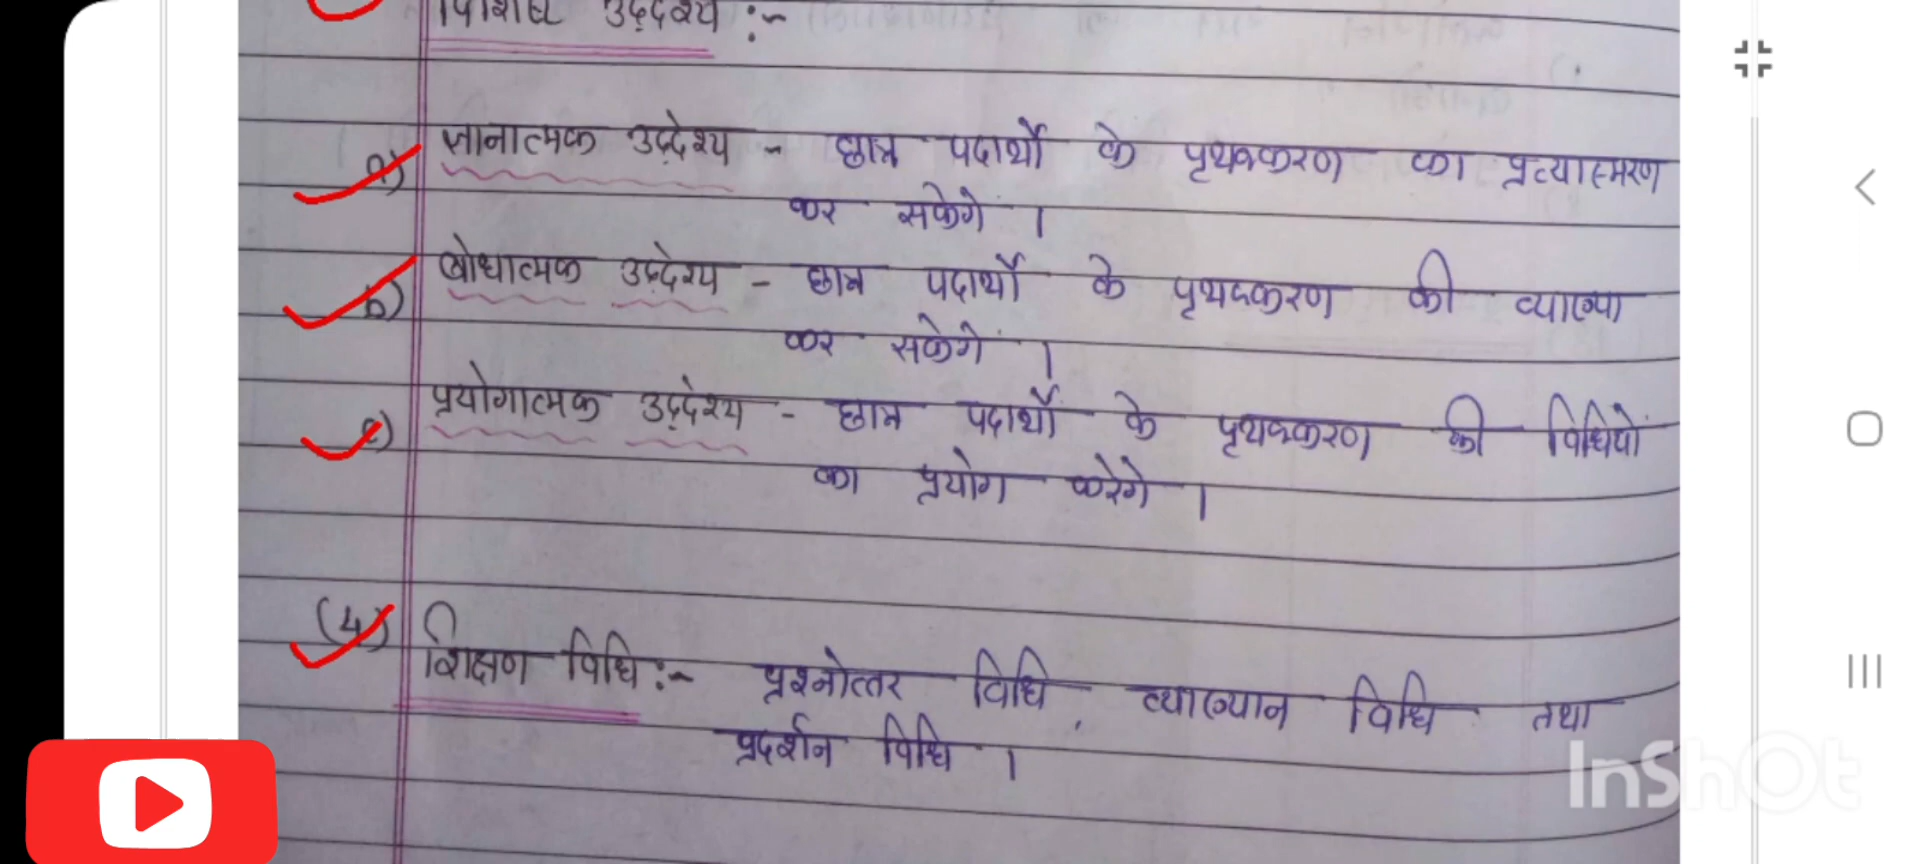 विशिष्ट उद्देश्य :-
a) ज्ञानात्मक उद्देश्य - छात्र पदार्थों के पृथक्करण का प्रत्यास्मरण
कर सकेगे ।
b) बोधात्मक उद्देश्य - छात्र पदार्थों के पृथक्करण की व्याख्या
कर सकेगे ।
c) प्रयोगात्मक उद्देश्य - छात्र पदार्थों के पृथक्करण की विधियों
का प्रयोग करेगे ।
(4) शिक्षण विधि :- प्रश्नोत्तर विधि, व्याख्यान विधि तथा
प्रदर्शन विधि ।
InShOt